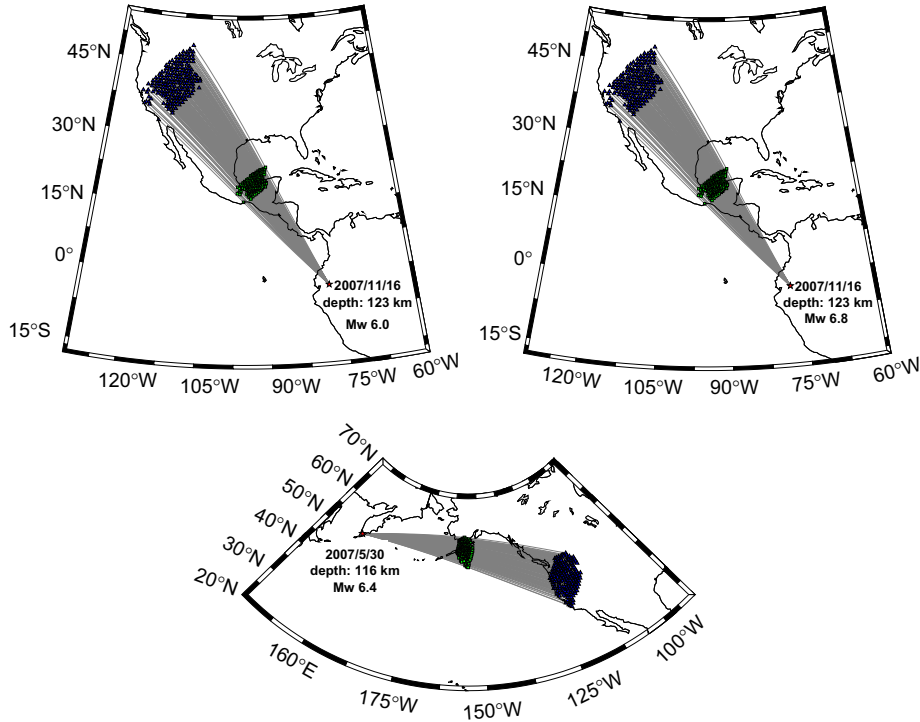 45°N
30°N
15°N
0°
15°S
120°W
105°W
90°W
75°W
60°W
2007/11/16
depth: 123 km
Mw 6.0
45°N
30°N
15°N
0°
15°S
120°W
105°W
90°W
75°W
60°W
2007/11/16
depth: 123 km
Mw 6.8
70°N
60°N
50°N
40°N
30°N
20°N
160°E
175°W
150°W
125°W
100°W
2007/5/30
depth: 116 km
Mw 6.4